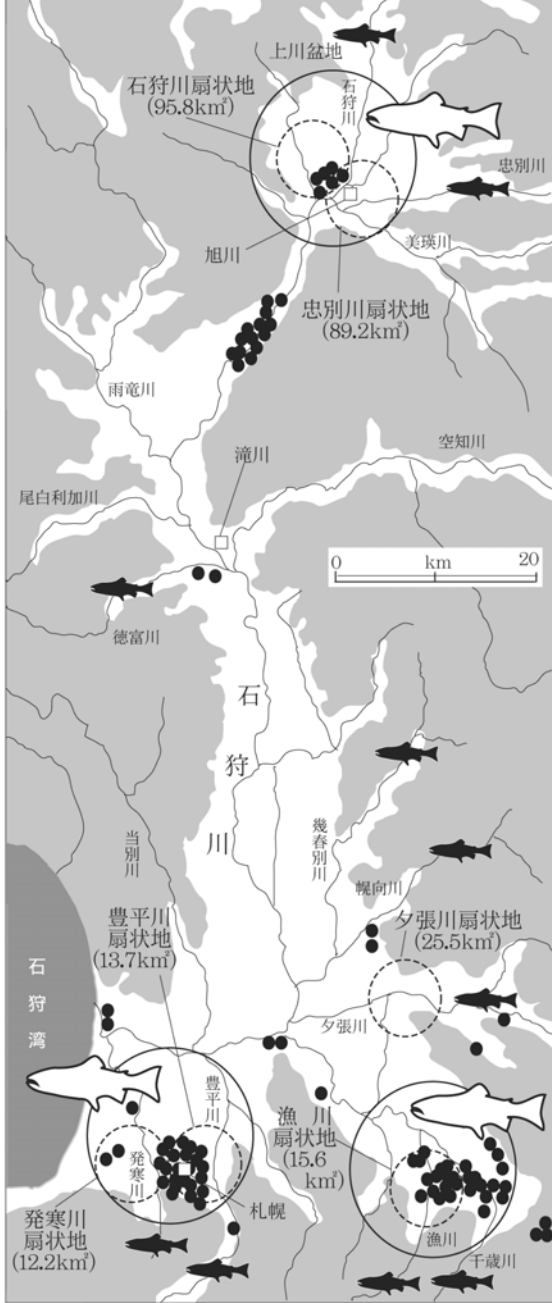 上川盆地
石狩川扇状地
(95.8km²)
石狩川
忠別川
旭川
美瑛川
忠別川扇状地
(89.2km²)
雨竜川
滝川
空知川
尾白利加川
0 km 20
徳富川
石狩川
当別川
幾春別川
幌向川
豊平川
扇状地
(13.7km²)
夕張川扇状地
(25.5km²)
石狩湾
夕張川
豊平川
漁川
扇状地
(15.6
km²)
発寒川
札幌
発寒川
扇状地
(12.2km²)
漁川
千歳川